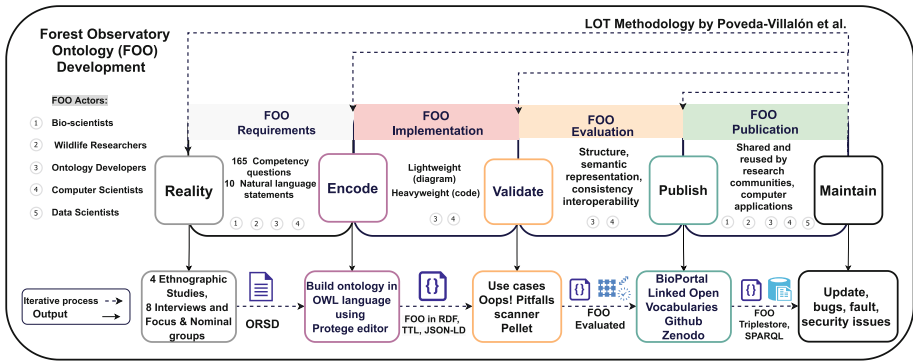 Forest Observatory
Ontology (FOO)
Development
LOT Methodology by Poveda-Villalón et al.
FOO Actors:
1 Bio-scientists
2 Wildlife Researchers
3 Ontology Developers
4 Computer Scientists
5 Data Scientists
FOO
Requirements
FOO
Implementation
FOO
Evaluation
FOO
Publication
Reality
165 Competency
questions
10 Natural language
statements
1 2 3 4
Encode
Lightweight
(diagram)
Heavyweight (code)
3 4
Validate
Structure,
semantic
representation,
consistency
interoperability
3 4
Publish
Shared and
reused by
research
communities,
computer
applications
1 2 3 4 5
Maintain
Iterative process
Output
4 Ethnographic
Studies,
8 Interviews and
Focus & Nominal
groups
ORSD
Build ontology in
OWL language
using
Protege editor
{}
FOO in RDF,
TTL, JSON-LD
Use cases
Oops! Pitfalls
scanner
Pellet
{}
FOO
Evaluated
BioPortal
Linked Open
Vocabularies
Github
Zenodo
{}
FOO
Triplestore,
SPARQL
Update,
bugs, fault,
security issues